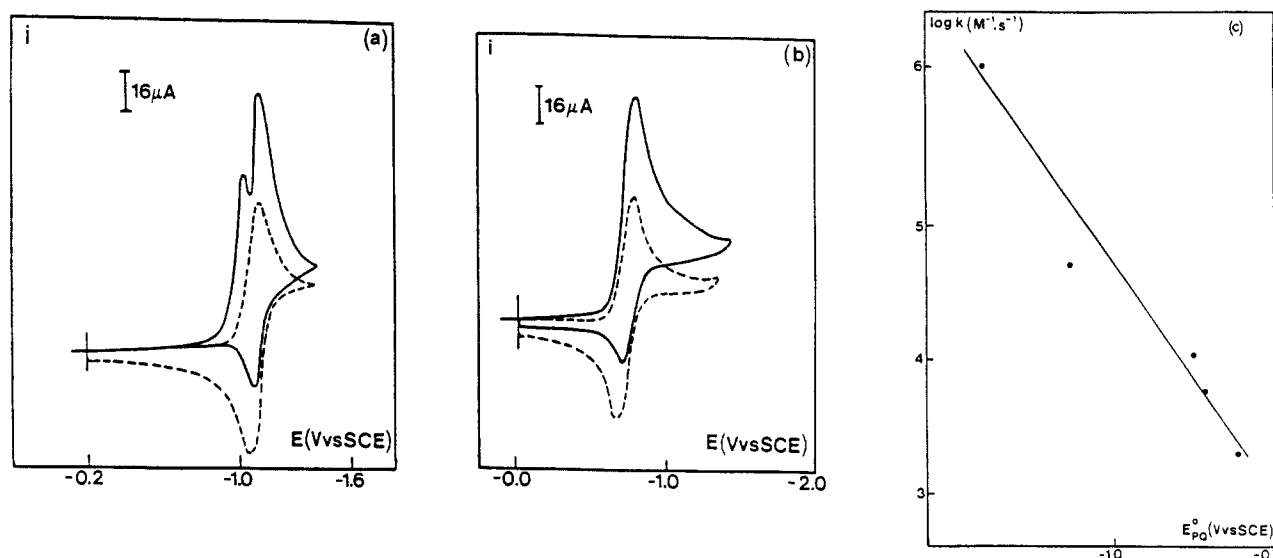 i
(a)
16μA
E(VvsSCE)
-0.2
-1.0
-1.6
i
(b)
16μA
E(VvsSCE)
-0.0
-1.0
-2.0
log k (M⁻¹.s⁻¹)
(c)
6
5
4
3
E°PQ(VvsSCE)
-1.0
-0